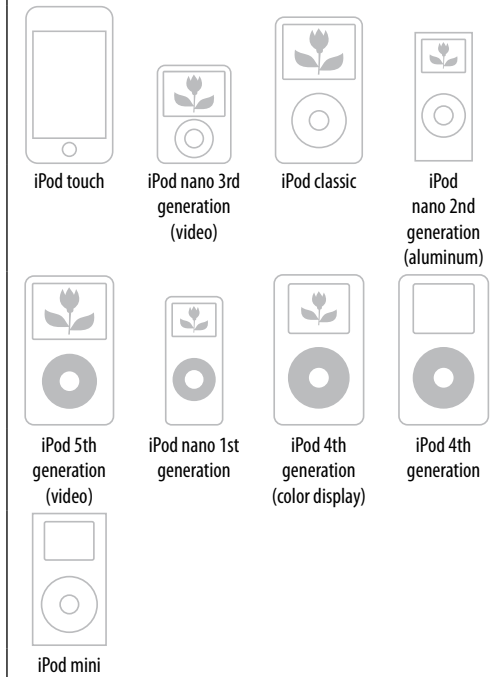 iPod touch
iPod nano 3rd
generation
(video)
iPod classic
iPod
nano 2nd
generation
(aluminum)
iPod 5th
generation
(video)
iPod nano 1st
generation
iPod 4th
generation
(color display)
iPod 4th
generation
iPod mini